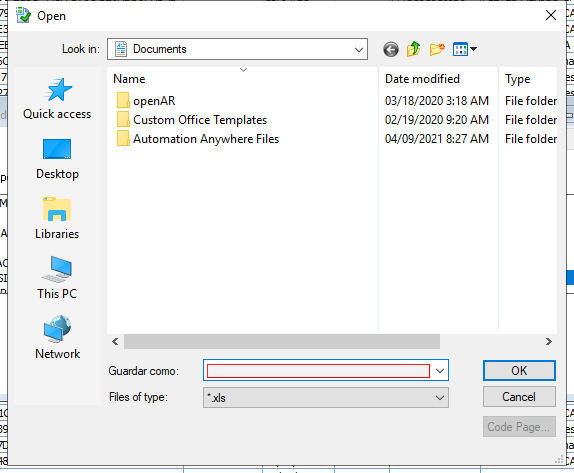 Open
Look in:
Documents
Name
Date modified
Type
openAR
03/18/2020 3:18 AM
File folder
Custom Office Templates
02/19/2020 9:20 AM
File folder
Automation Anywhere Files
04/09/2021 8:27 AM
File folder
Quick access
Desktop
Libraries
This PC
Network
Guardar como:
OK
Files of type:
*.xls
Cancel
Code Page...